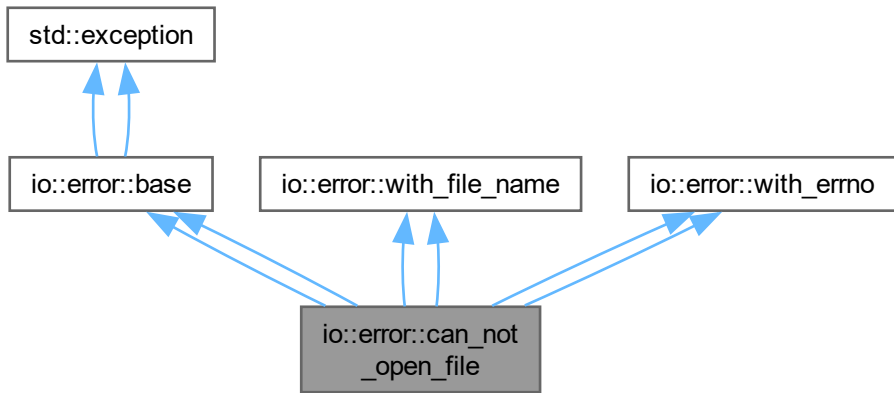 std::exception
io::error::base
io::error::with_file_name
io::error::with_errno
io::error::can_not
_open_file